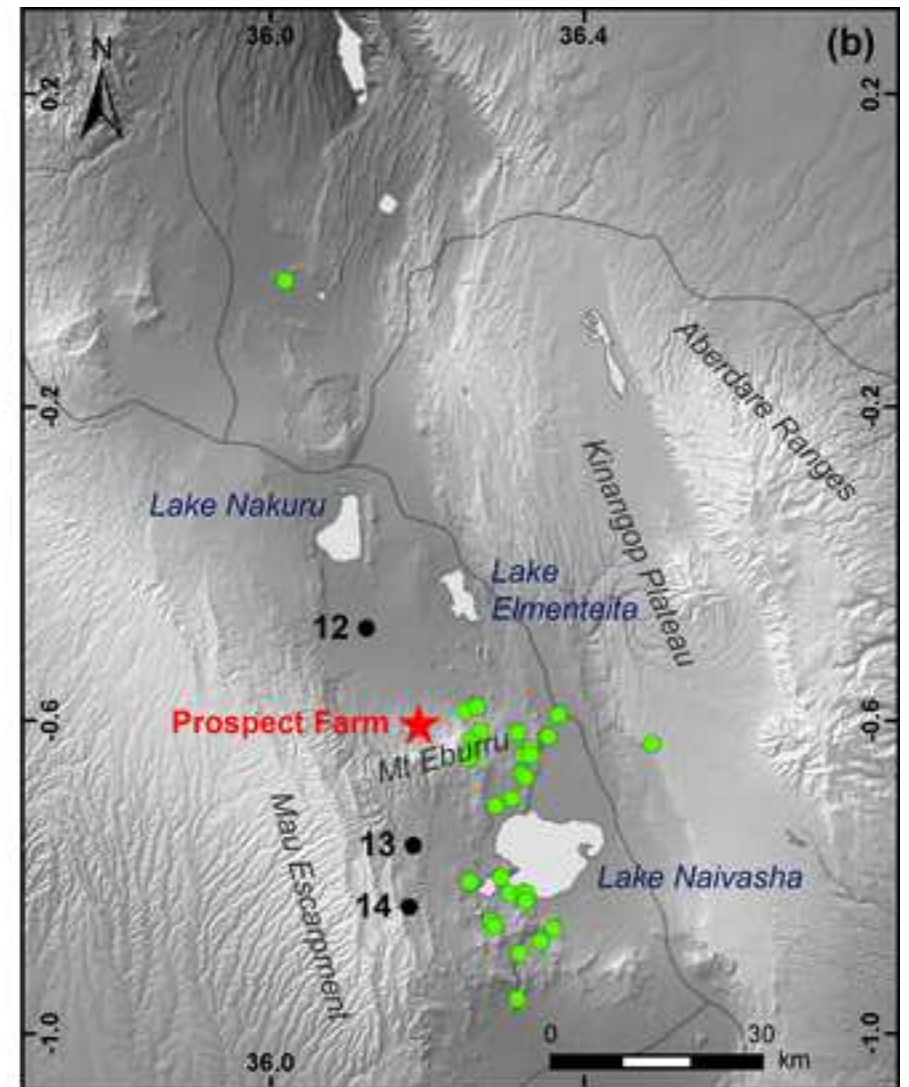 36.0
36.4
(b)
N
0.2
0.2
-0.2
-0.2
Aberdare Ranges
Kinangop Plateau
Lake Nakuru
Lake
Elmenteita
12
-0.6
-0.6
Prospect Farm
Mt Eburru
Mau Escarpment
13
Lake Naivasha
14
-1.0
-1.0
0
30
km
36.0